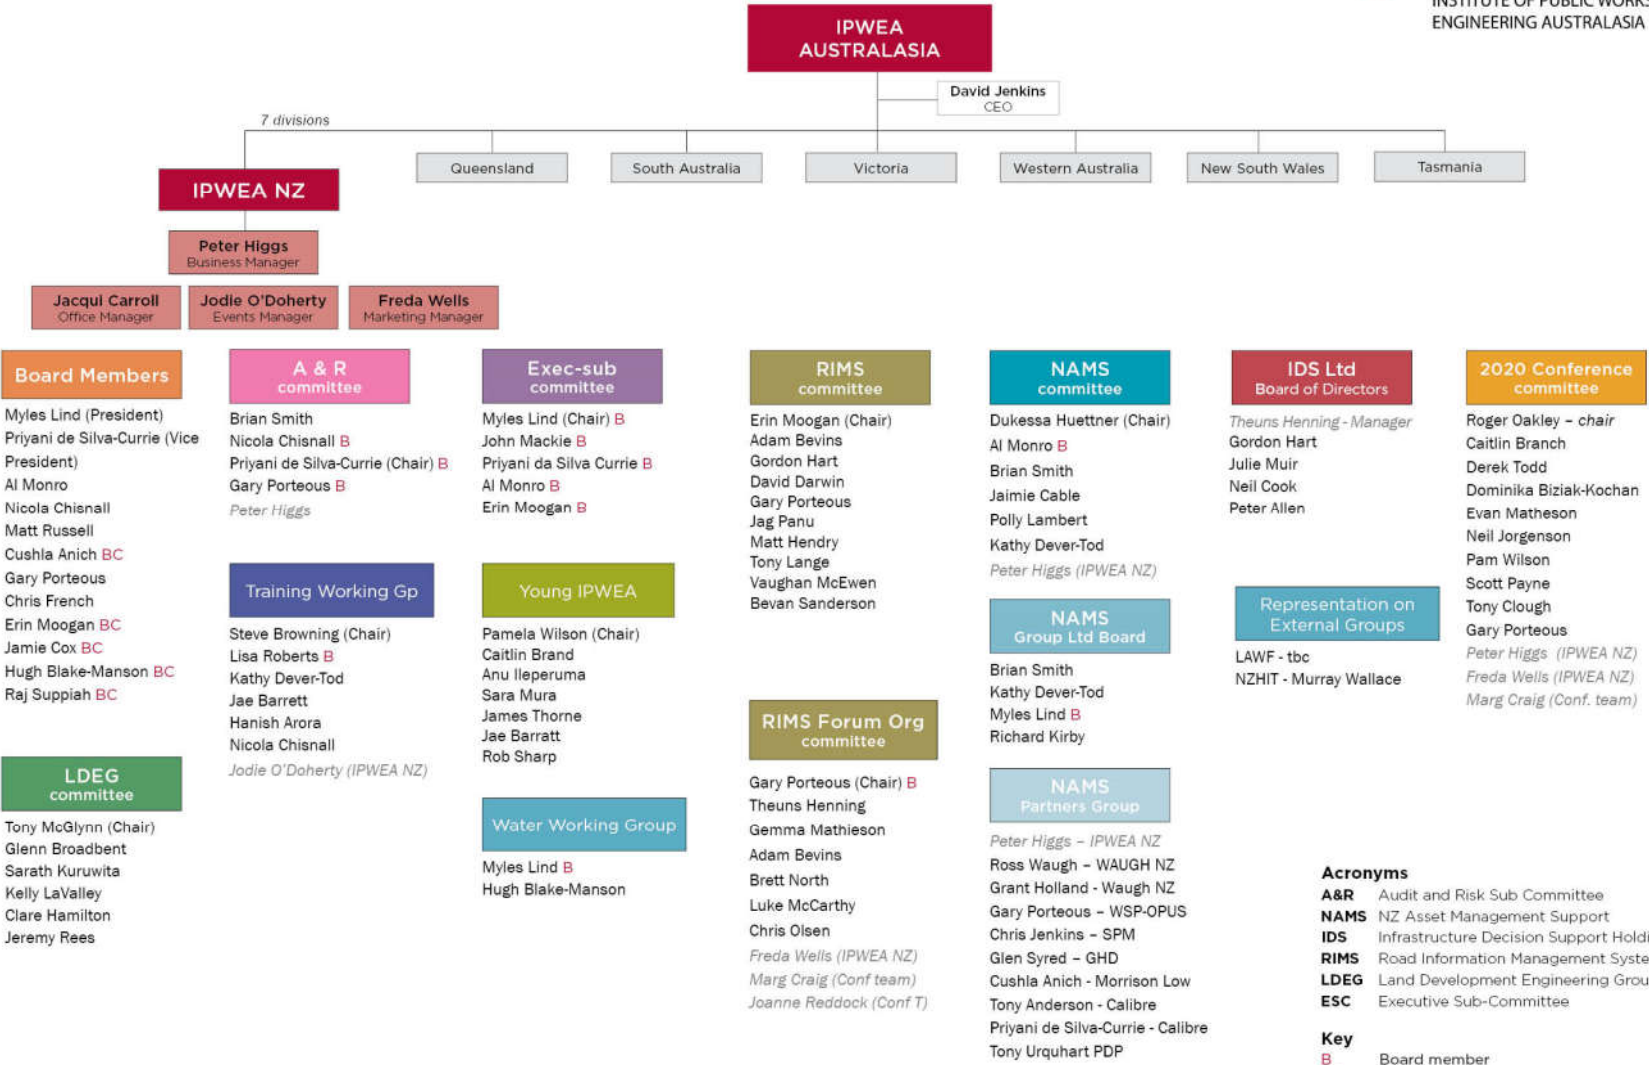 INSTITUTE OF PUBLIC WORKS
ENGINEERING AUSTRALASIA
IPWEA
AUSTRALASIA
David Jenkins
CEO
7 divisions
Queensland
South Australia
Victoria
Western Australia
New South Wales
Tasmania
IPWEA NZ
Peter Higgs
Business Manager
Jacqui Carroll
Office Manager
Jodie O'Doherty
Events Manager
Freda Wells
Marketing Manager
Board Members
Myles Lind (President)
Priyani de Silva-Currie (Vice
President)
Al Monro
Nicola Chisnall
Matt Russell
Cushla Anich BC
Gary Porteous
Chris French
Erin Moogan BC
Jamie Cox BC
Hugh Blake-Manson BC
Raj Suppiah BC
LDEG
committee
Tony McGlynn (Chair)
Glenn Broadbent
Sarath Kuruwita
Kelly LaValley
Clare Hamilton
Jeremy Rees
A & R
committee
Brian Smith
Nicola Chisnall B
Priyani de Silva-Currie (Chair) B
Gary Porteous B
Peter Higgs
Training Working Gp
Steve Browning (Chair)
Lisa Roberts B
Kathy Dever-Tod
Jae Barrett
Hanish Arora
Nicola Chisnall
Jodie O'Doherty (IPWEA NZ)
Exec-sub
committee
Myles Lind (Chair) B
John Mackie B
Priyani da Silva Currie B
Al Monro B
Erin Moogan B
Young IPWEA
Pamela Wilson (Chair)
Caitlin Brand
Anu Ileperuma
Sara Mura
James Thorne
Jae Barratt
Rob Sharp
Water Working Group
Myles Lind B
Hugh Blake-Manson
RIMS
committee
Erin Moogan (Chair)
Adam Bevins
Gordon Hart
David Darwin
Gary Porteous
Jag Panu
Matt Hendry
Tony Lange
Vaughan McEwen
Bevan Sanderson
RIMS Forum Org
committee
Gary Porteous (Chair) B
Theuns Henning
Gemma Mathieson
Adam Bevins
Brett North
Luke McCarthy
Chris Olsen
Freda Wells (IPWEA NZ)
Marg Craig (Conf team)
Joanne Reddock (Conf T)
NAMS
committee
Dukessa Huettner (Chair)
Al Monro B
Brian Smith
Jaimie Cable
Polly Lambert
Kathy Dever-Tod
Peter Higgs (IPWEA NZ)
NAMS
Group Ltd Board
Brian Smith
Kathy Dever-Tod
Myles Lind B
Richard Kirby
NAMS
Partners Group
Peter Higgs – IPWEA NZ
Ross Waugh – WAUGH NZ
Grant Holland - Waugh NZ
Gary Porteous – WSP-OPUS
Chris Jenkins – SPM
Glen Syred – GHD
Cushla Anich - Morrison Low
Tony Anderson - Calibre
Priyani de Silva-Currie - Calibre
Tony Urquhart PDP
IDS Ltd
Board of Directors
Theuns Henning - Manager
Gordon Hart
Julie Muir
Neil Cook
Peter Allen
Representation on
External Groups
LAWF - tbc
NZHIT - Murray Wallace
2020 Conference
committee
Roger Oakley – chair
Caitlin Branch
Derek Todd
Dominika Biziak-Kochan
Evan Matheson
Neil Jorgenson
Pam Wilson
Scott Payne
Tony Clough
Gary Porteous
Peter Higgs (IPWEA NZ)
Freda Wells (IPWEA NZ)
Marg Craig (Conf. team)
Acronyms
A&R Audit and Risk Sub Committee
NAMS NZ Asset Management Support
IDS Infrastructure Decision Support Holdi
RIMS Road Information Management Syste
LDEG Land Development Engineering Grou
ESC Executive Sub-Committee
Key
B Board member